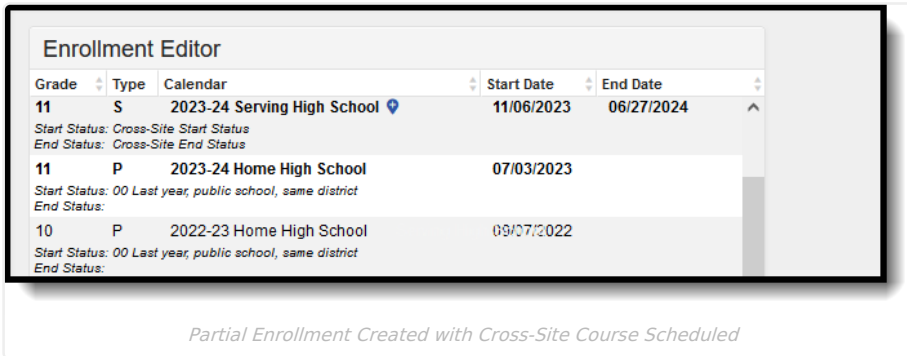 Enrollment Editor
Grade Type Calendar Start Date End Date
11 S 2023-24 Serving High School 11/06/2023 06/27/2024
Start Status: Cross-Site Start Status
End Status: Cross-Site End Status
11 P 2023-24 Home High School 07/03/2023
Start Status: 00 Last year, public school, same district
End Status:
10 P 2022-23 Home High School 09/07/2022
Start Status: 00 Last year, public school, same district
End Status:
Partial Enrollment Created with Cross-Site Course Scheduled